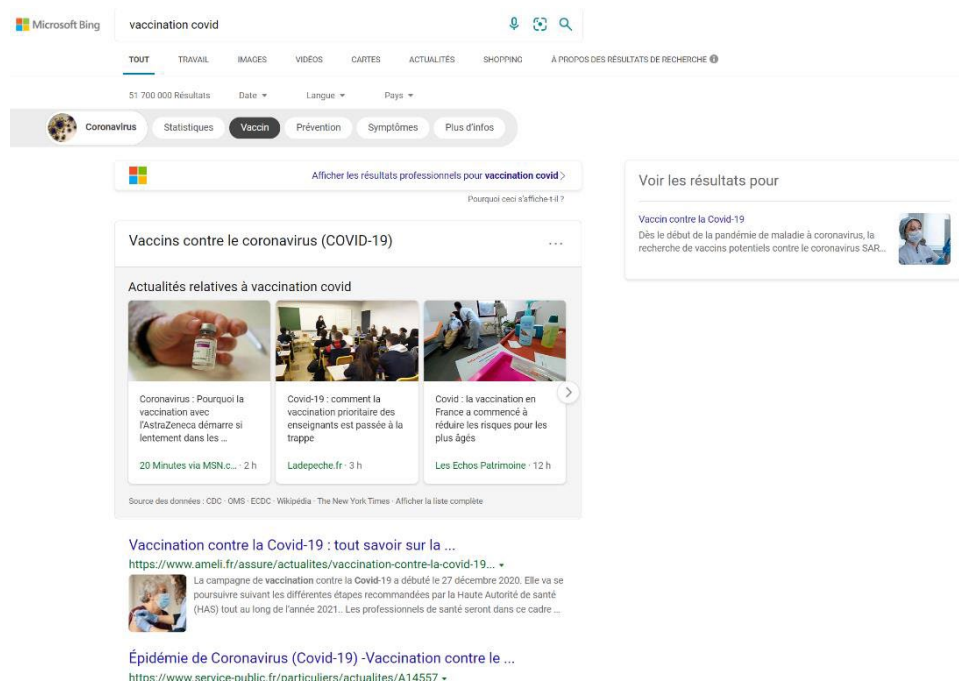 Microsoft Bing
vaccination covid
TOUT TRAVAIL IMAGES VIDÉOS CARTES ACTUALITÉS SHOPPING À PROPOS DES RÉSULTATS DE RECHERCHE
51 700 000 Résultats Date Langue Pays
Coronavirus Statistiques Vaccin Prévention Symptômes Plus d'infos
Afficher les résultats professionnels pour vaccination covid >
Pourquoi ceci s'affiche-t-il ?
Vaccins contre le coronavirus (COVID-19) ...
Actualités relatives à vaccination covid
Coronavirus : Pourquoi la
vaccination avec
l'AstraZeneca démarre si
lentement dans les ...
20 Minutes via MSN.c... · 2 h
Covid-19 : comment la
vaccination prioritaire des
enseignants est passée à la
trappe
Ladepeche.fr · 3 h
Covid : la vaccination en
France a commencé à
réduire les risques pour les
plus âgés
Les Echos Patrimoine · 12 h
Source des données : CDC · OMS · ECDC · Wikipédia · The New York Times · Afficher la liste complète
Vaccination contre la Covid-19 : tout savoir sur la ...
https://www.ameli.fr/assure/actualites/vaccination-contre-la-covid-19...
La campagne de vaccination contre la Covid-19 a débuté le 27 décembre 2020. Elle va se
poursuivre suivant les différentes étapes recommandées par la Haute Autorité de santé
(HAS) tout au long de l'année 2021.. Les professionnels de santé seront dans ce cadre ...
Épidémie de Coronavirus (Covid-19) -Vaccination contre le ...
https://www.service-public.fr/particuliers/actualites/A14557
Voir les résultats pour
Vaccin contre la Covid-19
Dès le début de la pandémie de maladie à coronavirus, la
recherche de vaccins potentiels contre le coronavirus SAR...